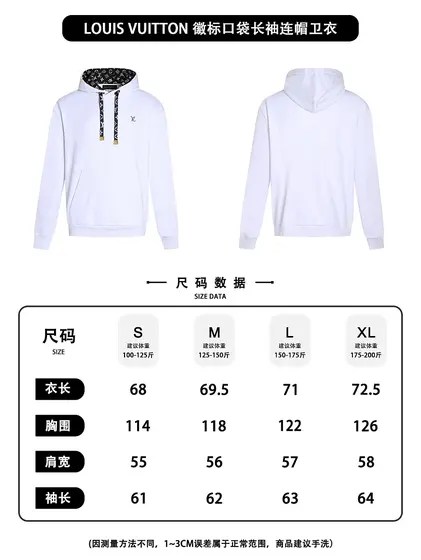 LOUIS VUITTON 徽标口袋长袖连帽卫衣
尺码数据
SIZE DATA
尺码 S M L XL
SIZE 建议体重 建议体重 建议体重 建议体重
100-125斤 125-150斤 150-175斤 175-200斤
衣长 68 69.5 71 72.5
胸围 114 118 122 126
肩宽 55 56 57 58
袖长 61 62 63 64
(因测量方法不同，1~3CM误差属于正常范围，商品建议手洗)